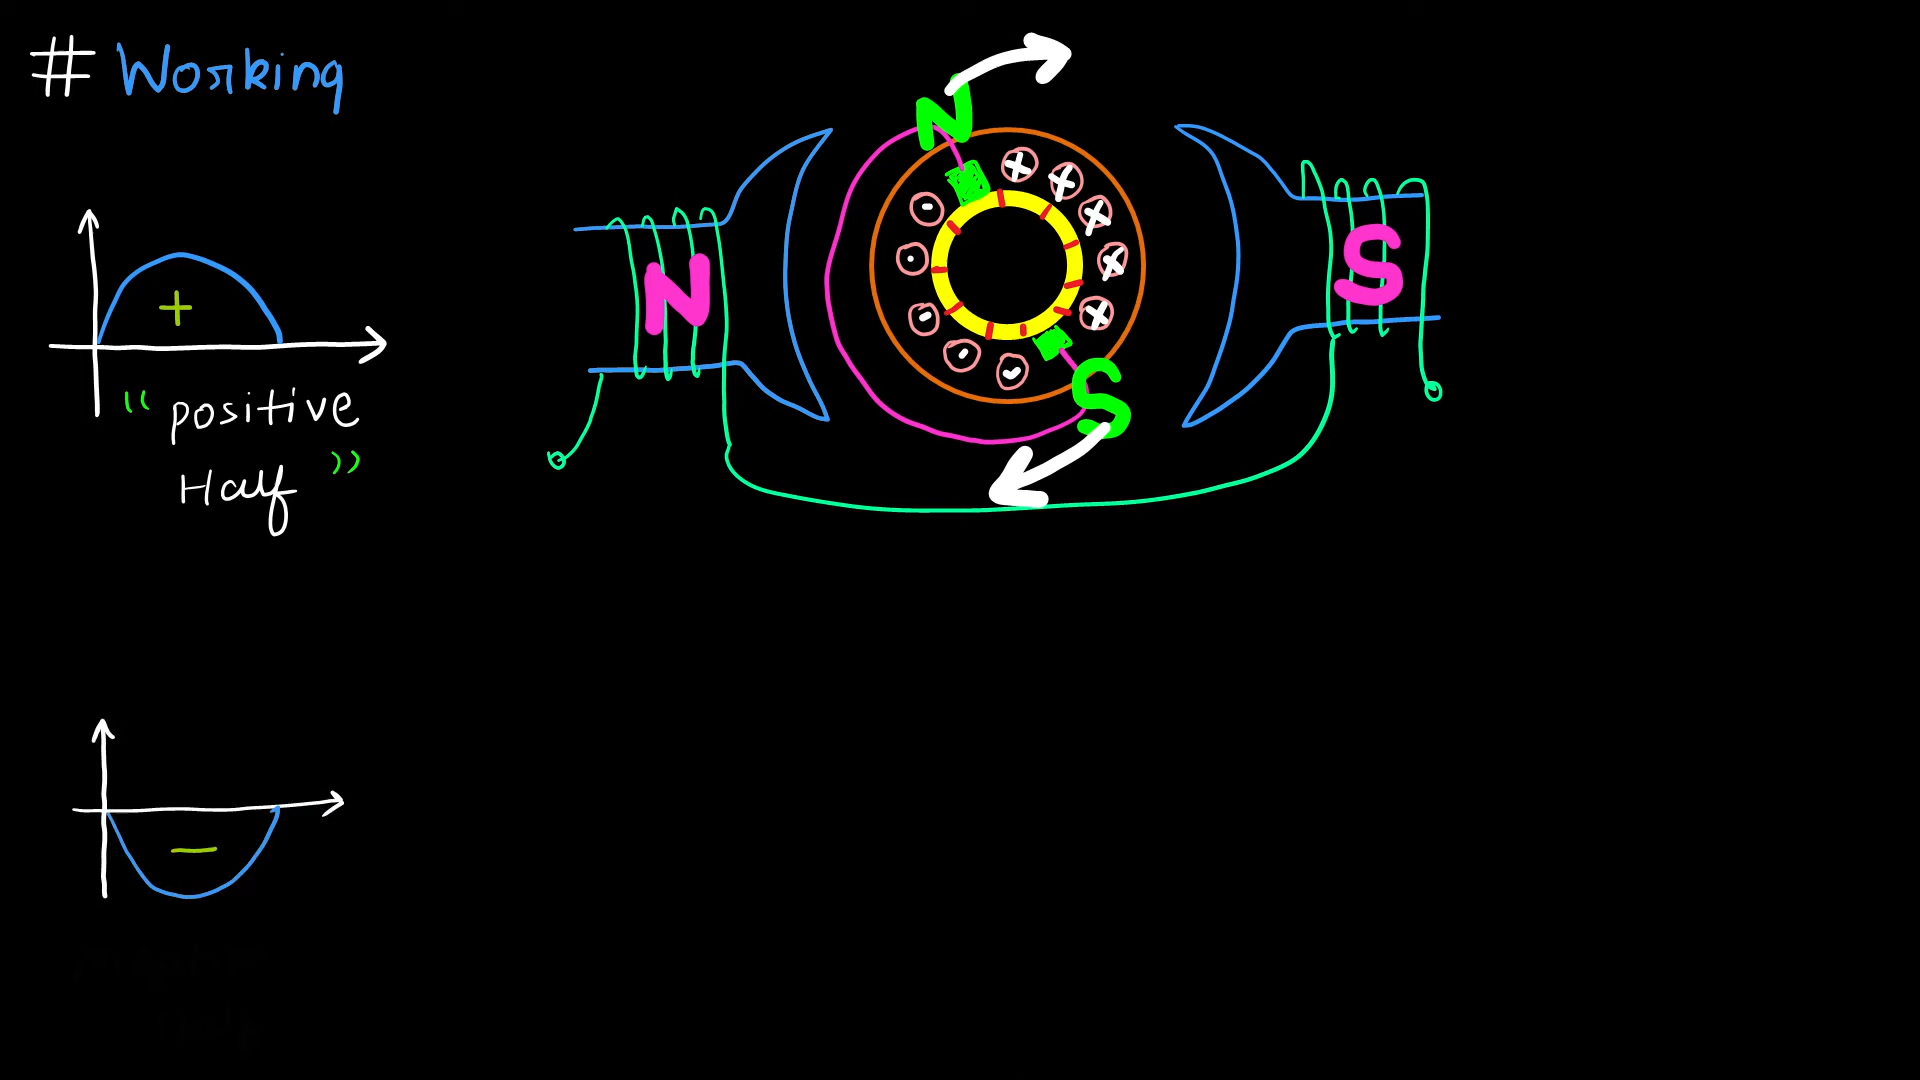 # Working
N
N
S
S
+
“ positive
Half ”
−